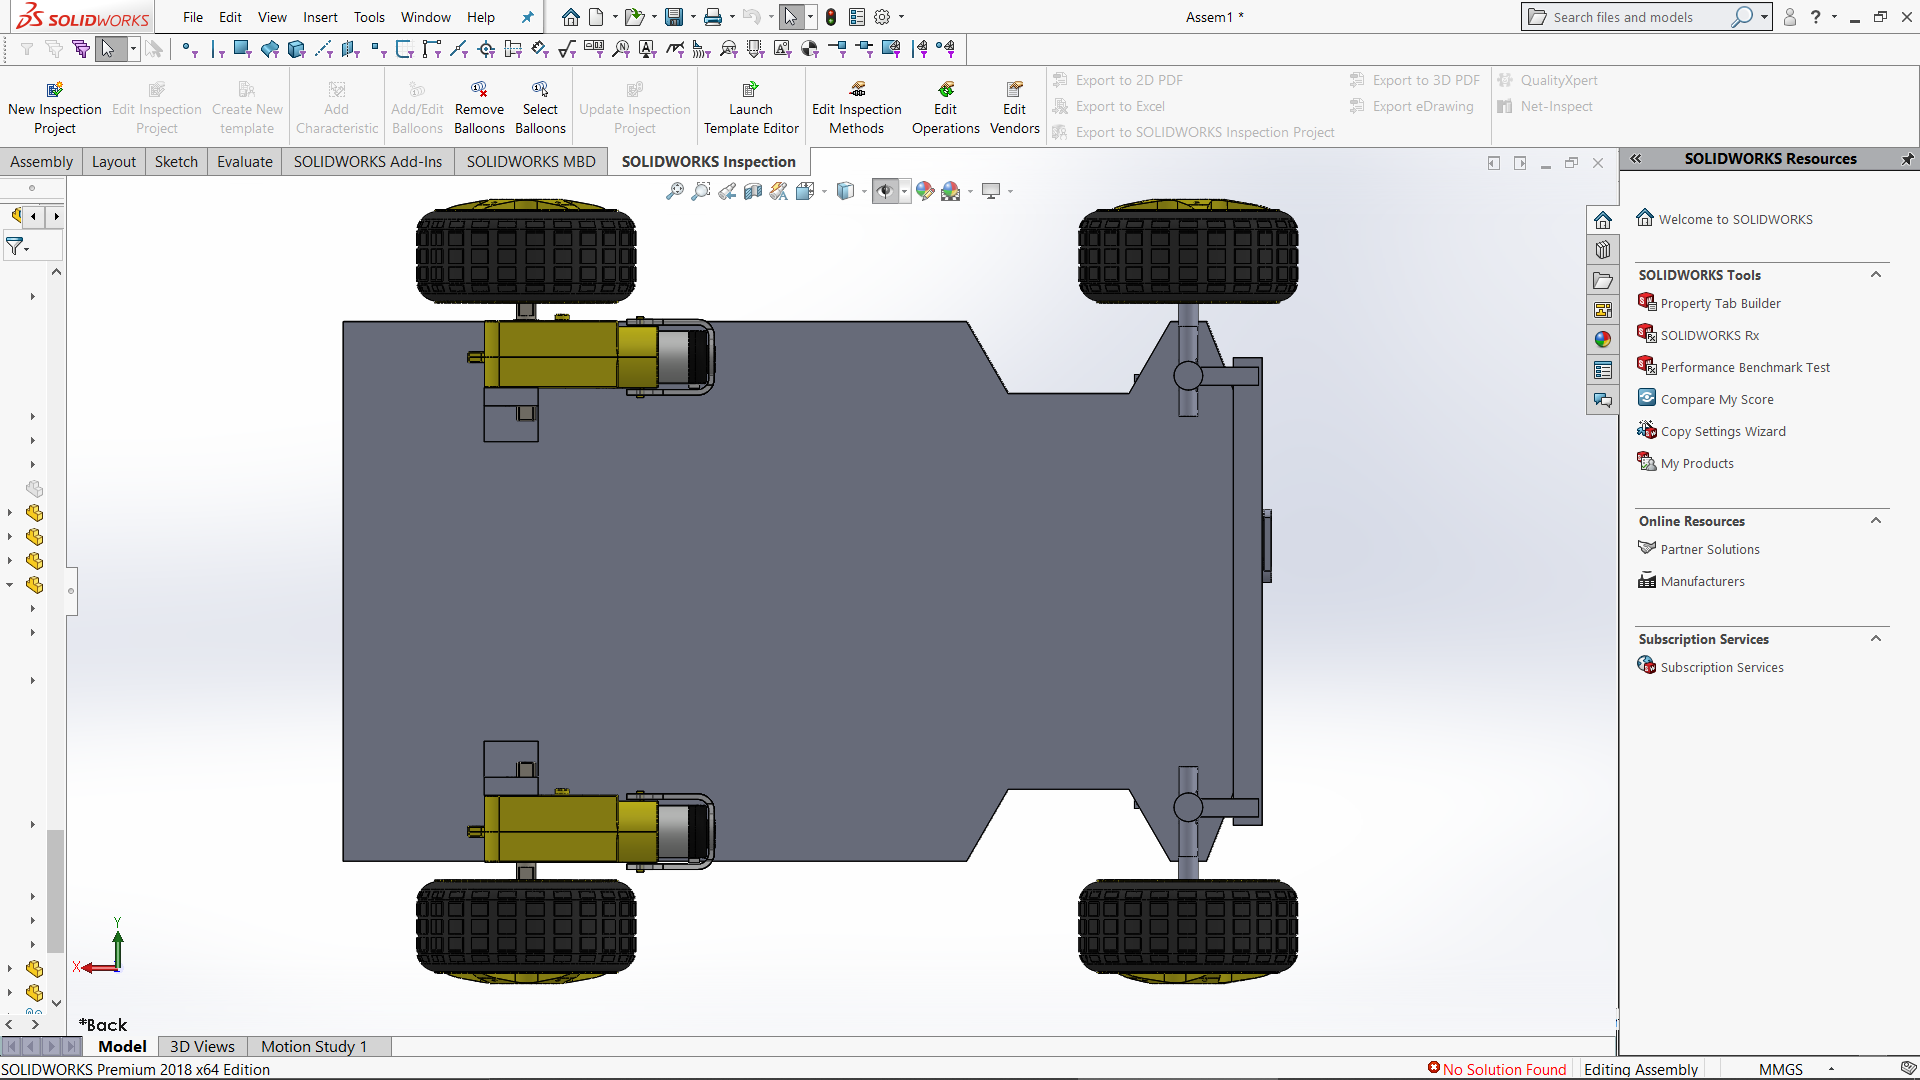 SOLIDWORKS
File Edit View Insert Tools Window Help
Assem1 *
Search files and models
New Inspection Project
Edit Inspection Project
Create New template
Add Characteristic
Add/Edit Balloons
Remove Balloons
Select Balloons
Update Inspection Project
Launch Template Editor
Edit Inspection Methods
Edit Operations
Edit Vendors
Export to 2D PDF
Export to Excel
Export to SOLIDWORKS Inspection Project
Export to 3D PDF
Export eDrawing
QualityXpert
Net-Inspect
Assembly Layout Sketch Evaluate SOLIDWORKS Add-Ins SOLIDWORKS MBD SOLIDWORKS Inspection
SOLIDWORKS Resources
Welcome to SOLIDWORKS
SOLIDWORKS Tools
Property Tab Builder
SOLIDWORKS Rx
Performance Benchmark Test
Compare My Score
Copy Settings Wizard
My Products
Online Resources
Partner Solutions
Manufacturers
Subscription Services
Subscription Services
Y
X
*Back
Model 3D Views Motion Study 1
SOLIDWORKS Premium 2018 x64 Edition
No Solution Found
Editing Assembly
MMGS